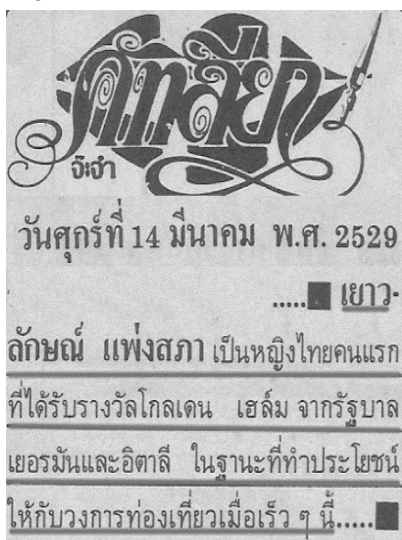 คัทลียา
จ๊ะจ๋า
วันศุกร์ที่ 14 มีนาคม พ.ศ. 2529
.....■ เยาว-
ลักษณ์ แพ่งสภา เป็นหญิงไทยคนแรก
ที่ได้รับรางวัลโกลเดน เฮล์ม จากรัฐบาล
เยอรมันและอิตาลี ในฐานะที่ทำประโยชน์
ให้กับวงการท่องเที่ยวเมื่อเร็ว ๆ นี้.....■